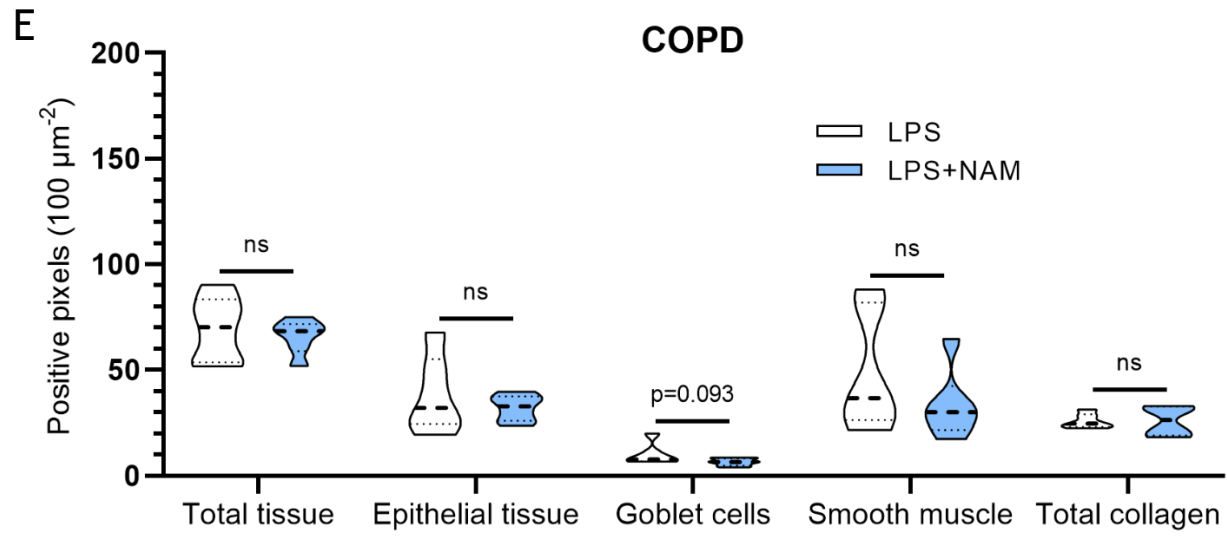 E
COPD
Positive pixels (100 µm⁻²)
200
150
100
50
0
LPS
LPS+NAM
ns
ns
p=0.093
ns
ns
Total tissue
Epithelial tissue
Goblet cells
Smooth muscle
Total collagen